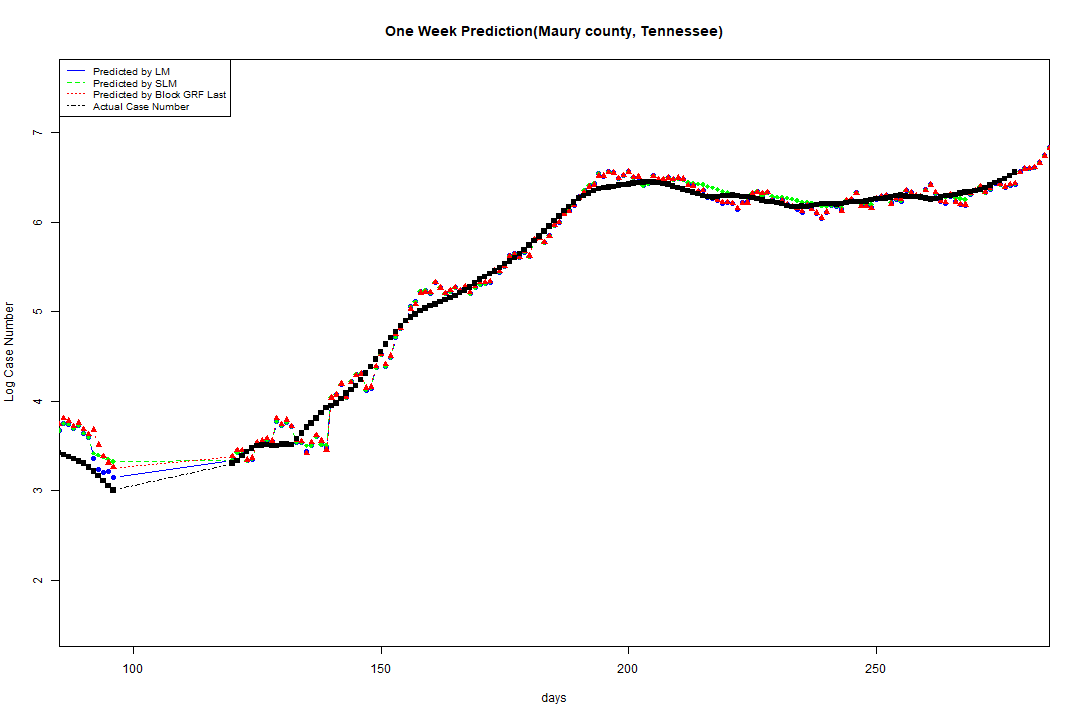 One Week Prediction(Maury county, Tennessee)
Predicted by LM
Predicted by SLM
Predicted by Block GRF Last
Actual Case Number
7
6
5
4
3
2
Log Case Number
100 150 200 250
days